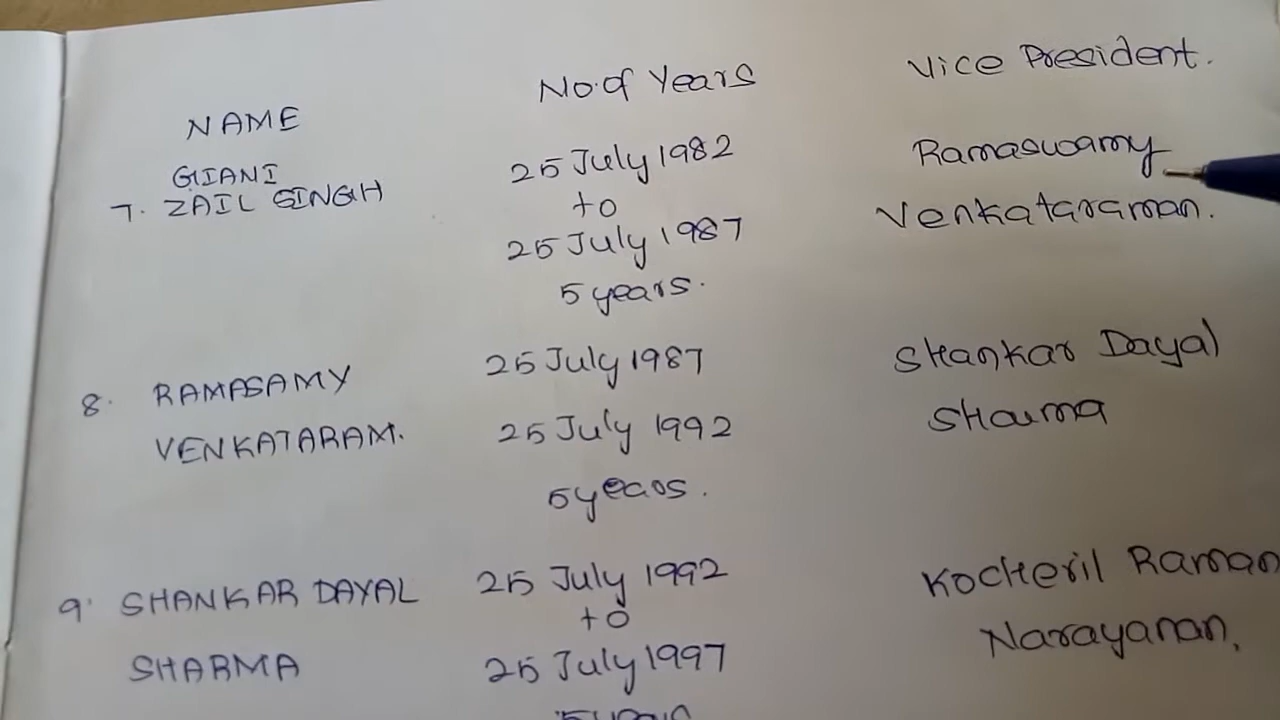 NAME No. of Years Vice President.
GIANI
7. ZAIL SINGH
25 July 1982
to
25 July 1987
5 years.
Ramaswamy
Venkataraman.
8. RAMASAMY
VENKATARAM.
25 July 1987
25 July 1992
5 years.
Shankar Dayal
Sharma
9. SHANKAR DAYAL
SHARMA
25 July 1992
to
25 July 1997
Kocheril Raman
Narayanan,